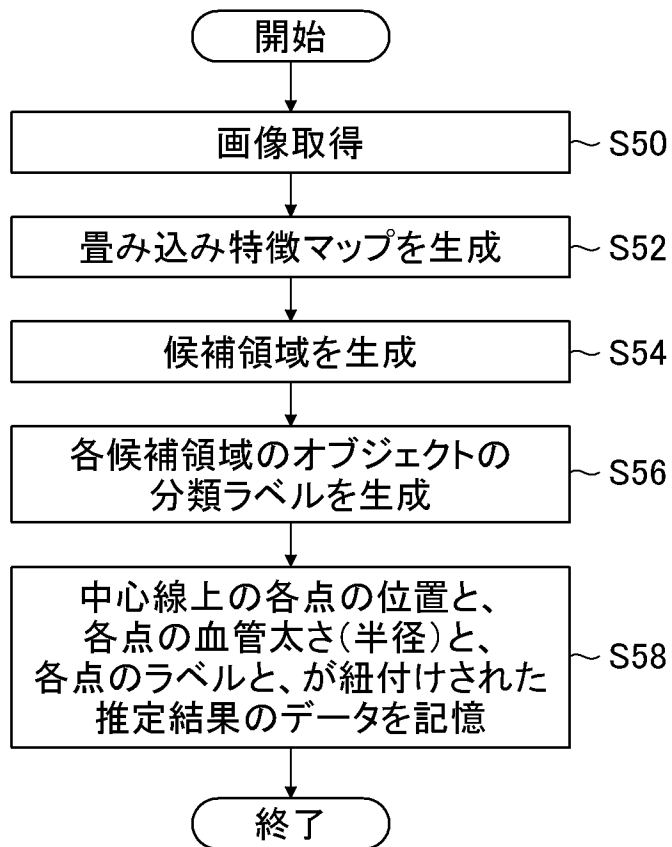 開始
画像取得
S50
畳み込み特徴マップを生成
S52
候補領域を生成
S54
各候補領域のオブジェクトの
分類ラベルを生成
S56
中心線上の各点の位置と、
各点の血管太さ(半径)と、
各点のラベルと、が紐付けされた
推定結果のデータを記憶
S58
終了